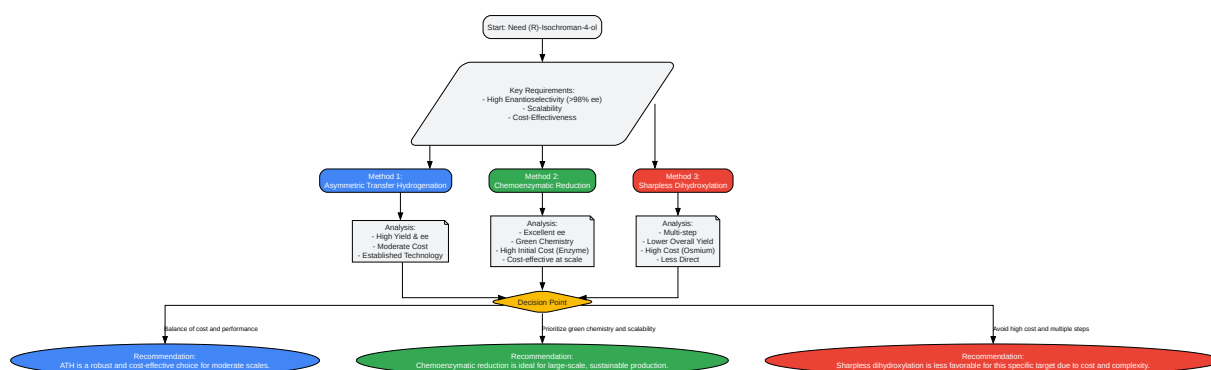 Start: Need (R)-Isochroman-4-ol
Key Requirements:
- High Enantioselectivity (>98% ee)
- Scalability
- Cost-Effectiveness
Method 1:
Asymmetric Transfer Hydrogenation
Method 2:
Chemoenzymatic Reduction
Method 3:
Sharpless Dihydroxylation
Analysis:
- High Yield & ee
- Moderate Cost
- Established Technology
Analysis:
- Excellent ee
- Green Chemistry
- High Initial Cost (Enzyme)
- Cost-effective at scale
Analysis:
- Multi-step
- Lower Overall Yield
- High Cost (Osmium)
- Less Direct
Decision Point
Balance of cost and performance
Prioritize green chemistry and scalability
Avoid high cost and multiple steps
Recommendation:
ATH is a robust and cost-effective choice for moderate scales.
Recommendation:
Chemoenzymatic reduction is ideal for large-scale, sustainable production.
Recommendation:
Sharpless dihydroxylation is less favorable for this specific target due to cost and complexity.